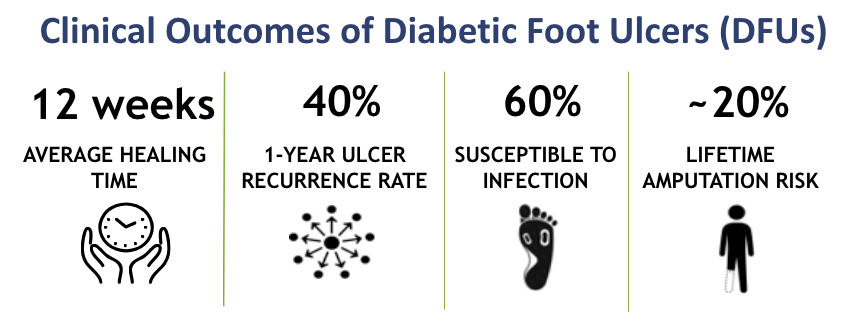 Clinical Outcomes of Diabetic Foot Ulcers (DFUs)
12 weeks
AVERAGE HEALING
TIME
40%
1-YEAR ULCER
RECURRENCE RATE
60%
SUSCEPTIBLE TO
INFECTION
~20%
LIFETIME
AMPUTATION RISK